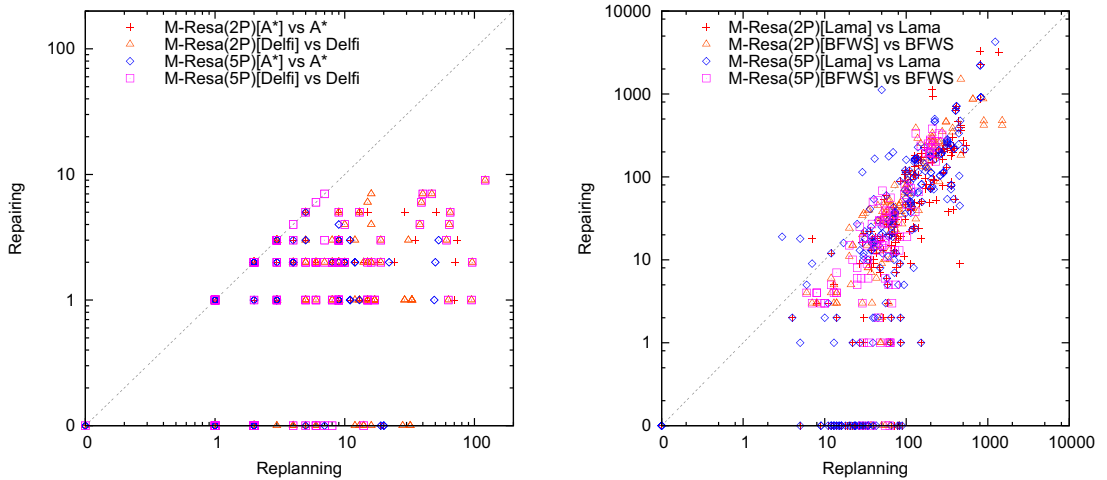 M-Resa(2P)[A*] vs A*
M-Resa(2P)[Delfi] vs Delfi
M-Resa(5P)[A*] vs A*
M-Resa(5P)[Delfi] vs Delfi
100
10
1
0
Repairing
0
1
10
100
Replanning
M-Resa(2P)[Lama] vs Lama
M-Resa(2P)[BFWS] vs BFWS
M-Resa(5P)[Lama] vs Lama
M-Resa(5P)[BFWS] vs BFWS
10000
1000
100
10
1
0
Repairing
0
1
10
100
1000
10000
Replanning